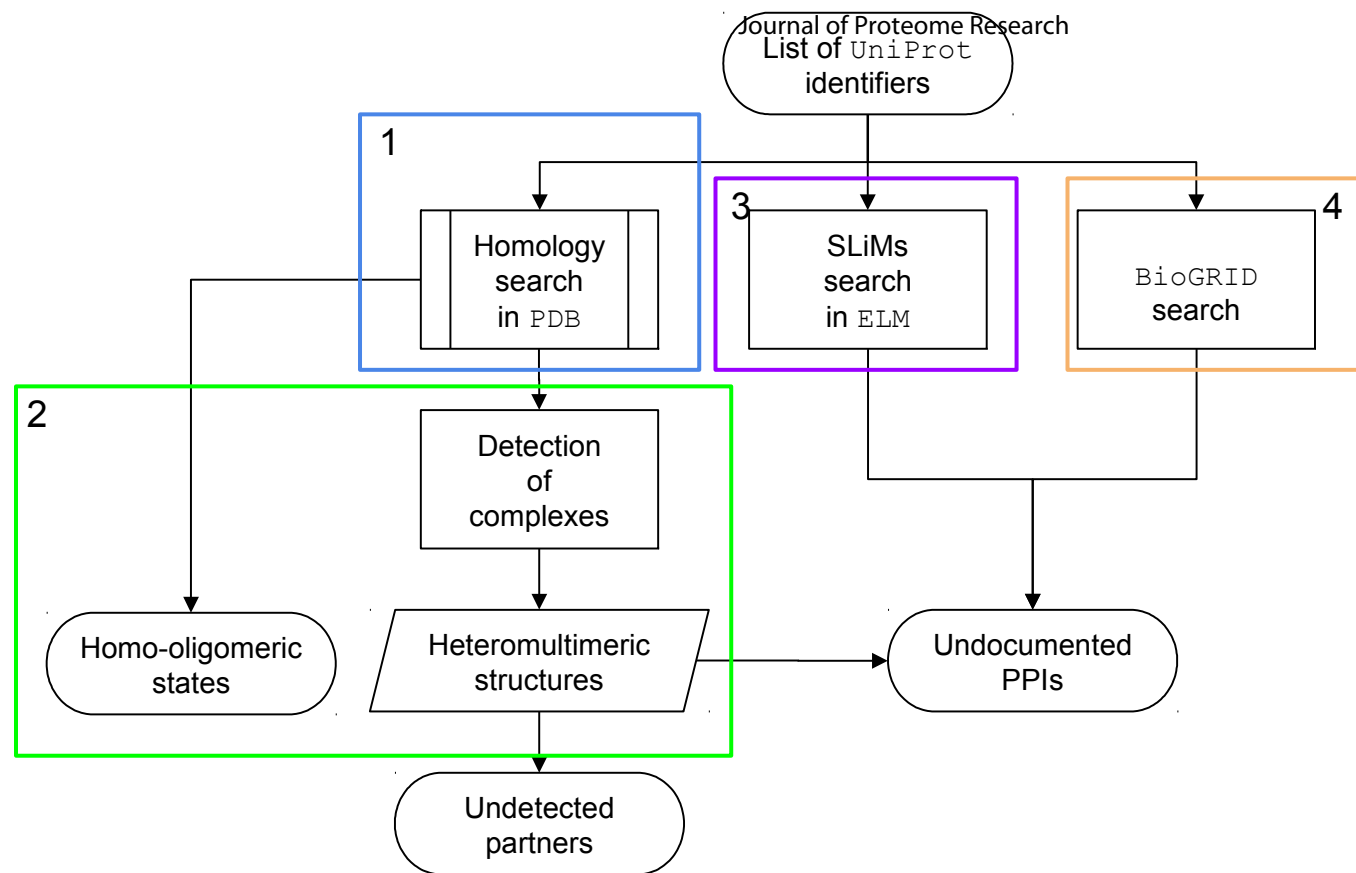 Journal of Proteome Research
List of UniProt
identifiers
1
Homology
search
in PDB
3
SLiMs
search
in ELM
4
BioGRID
search
2
Detection
of
complexes
Homo-oligomeric
states
Heteromultimeric
structures
Undocumented
PPIs
Undetected
partners